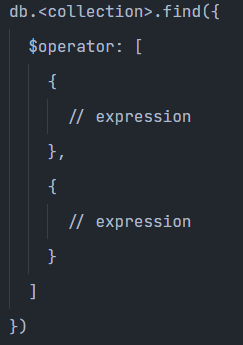 db.<collection>.find({
  $operator: [
    {
      // expression
    },
    {
      // expression
    }
  ]
})